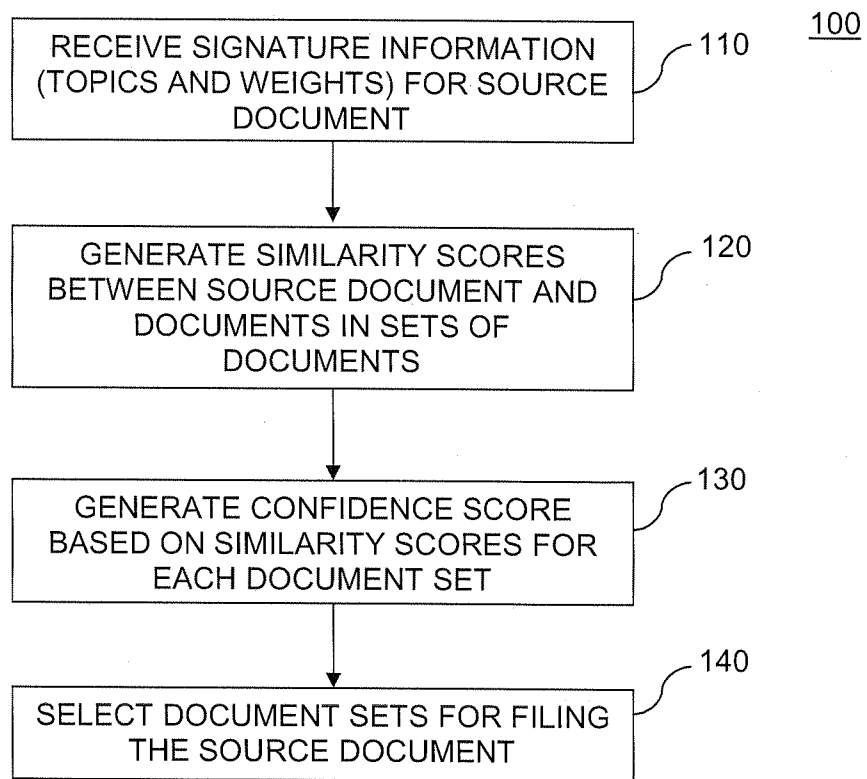 100
RECEIVE SIGNATURE INFORMATION
(TOPICS AND WEIGHTS) FOR SOURCE
DOCUMENT
110
GENERATE SIMILARITY SCORES
BETWEEN SOURCE DOCUMENT AND
DOCUMENTS IN SETS OF
DOCUMENTS
120
GENERATE CONFIDENCE SCORE
BASED ON SIMILARITY SCORES FOR
EACH DOCUMENT SET
130
SELECT DOCUMENT SETS FOR FILING
THE SOURCE DOCUMENT
140